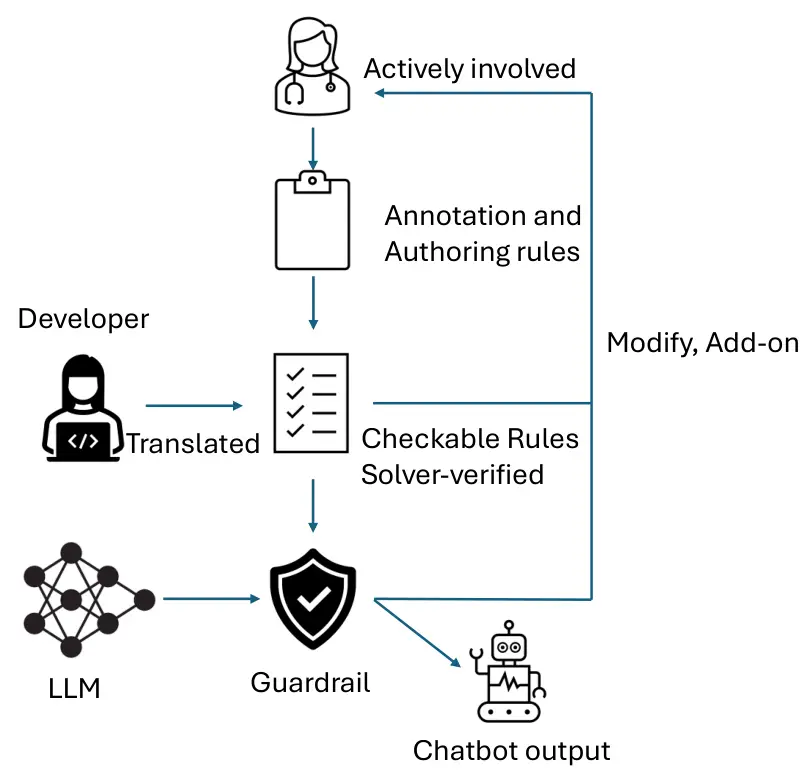 Actively involved
Annotation and
Authoring rules
Developer
Modify, Add-on
</>
Translated
Checkable Rules
Solver-verified
LLM
Guardrail
Chatbot output